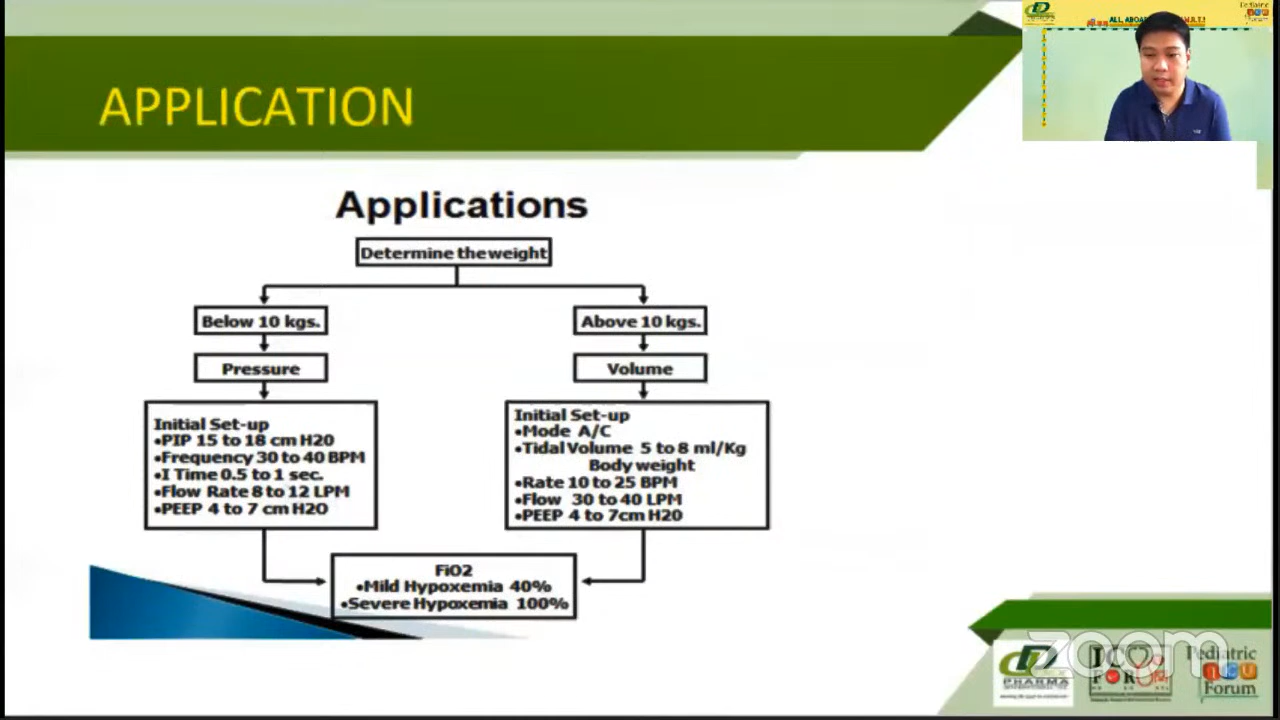 APPLICATION
Applications
Determine the weight
Below 10 kgs.
Above 10 kgs.
Pressure
Volume
Initial Set-up
•PIP 15 to 18 cm H20
•Frequency 30 to 40 BPM
•I Time 0.5 to 1 sec.
•Flow Rate 8 to 12 LPM
•PEEP 4 to 7 cm H2O
Initial Set-up
•Mode A/C
•Tidal Volume 5 to 8 ml/Kg
Body weight
•Rate 10 to 25 BPM
•Flow 30 to 40 LPM
•PEEP 4 to 7cm H20
FiO2
•Mild Hypoxemia 40%
•Severe Hypoxemia 100%
zoom
PHARMA
Pediatric
ICU
Forum